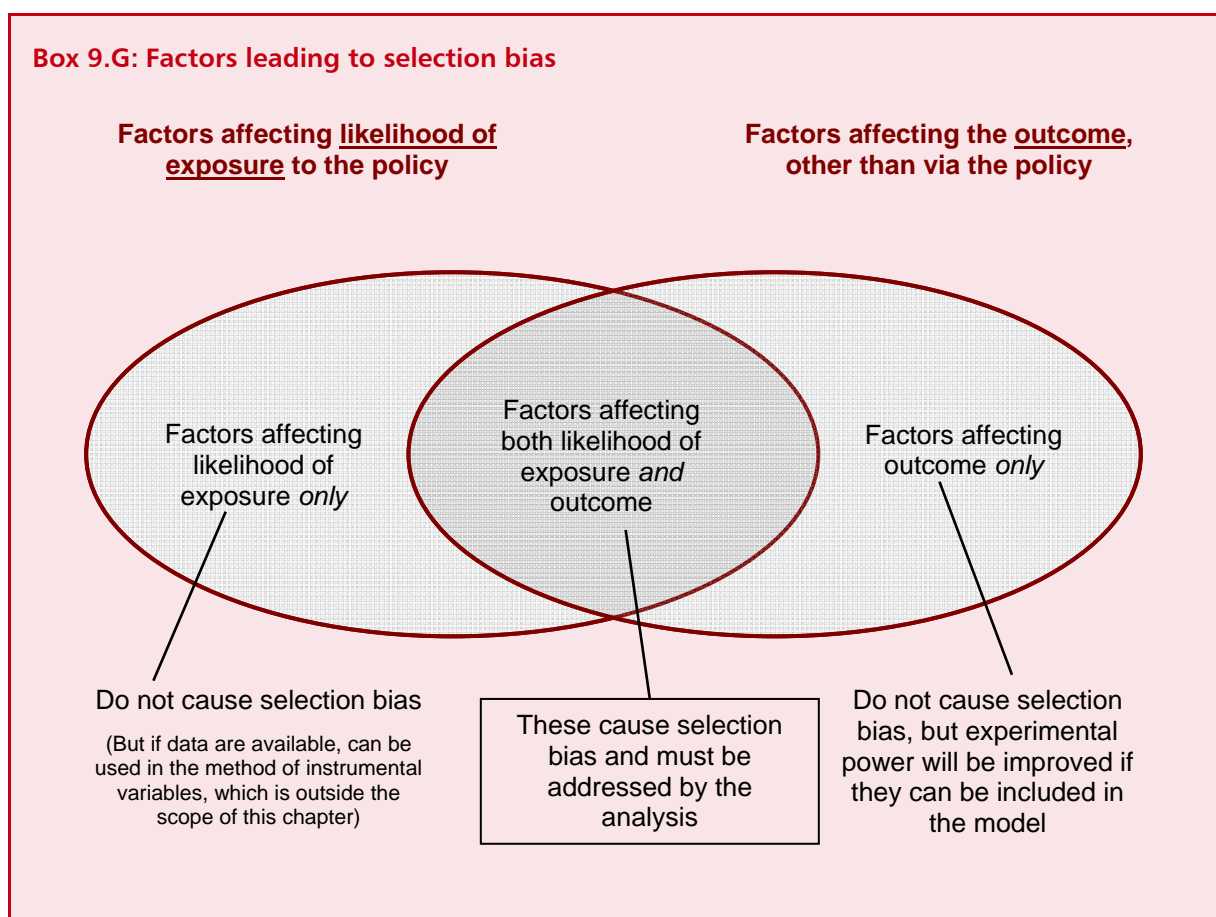 Box 9.G: Factors leading to selection bias
Factors affecting likelihood of
exposure to the policy
Factors affecting the outcome,
other than via the policy
Factors affecting
likelihood of
exposure only
Factors affecting
both likelihood of
exposure and
outcome
Factors affecting
outcome only
Do not cause selection bias
(But if data are available, can be
used in the method of instrumental
variables, which is outside the
scope of this chapter)
These cause selection
bias and must be
addressed by the
analysis
Do not cause selection
bias, but experimental
power will be improved if
they can be included in
the model